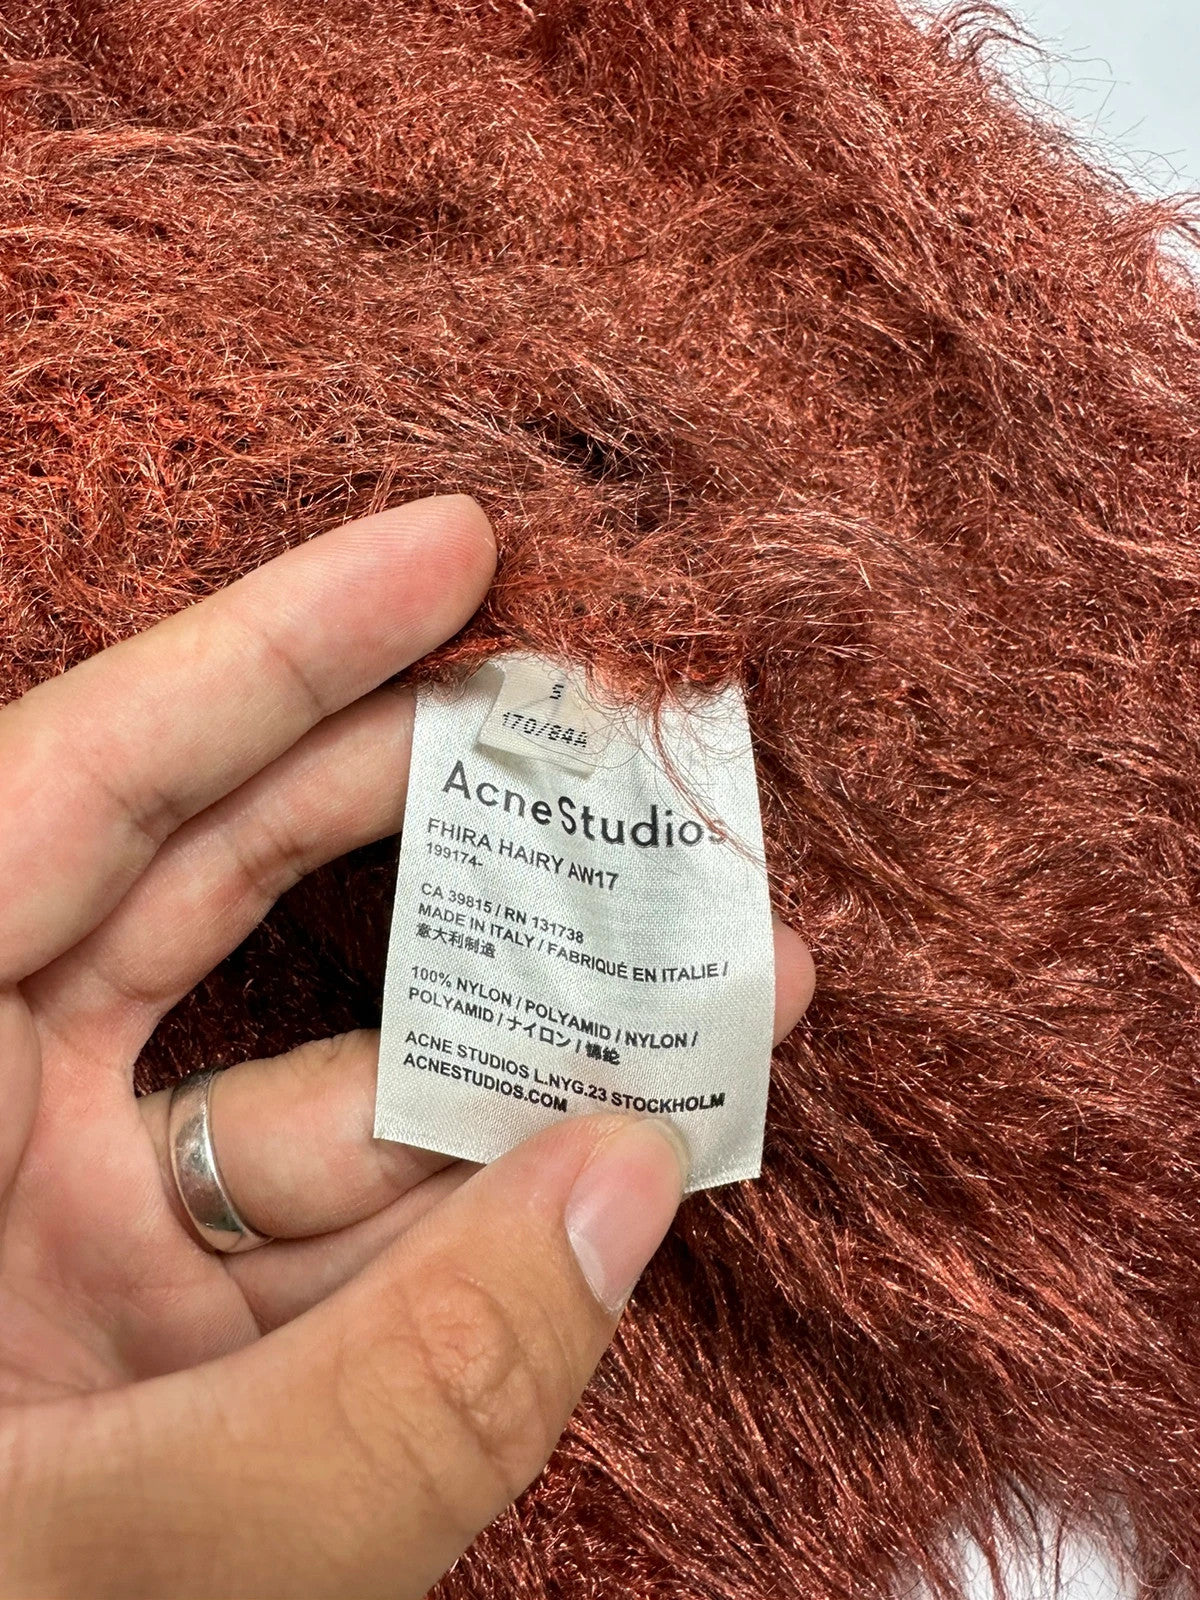 S
170/84A
Acne Studios
FHIRA HAIRY AW17
199174-
CA 39815 / RN 131738
MADE IN ITALY / FABRIQUÉ EN ITALIE /
意大利制造
100% NYLON / POLYAMID / NYLON /
POLYAMID / ナイロン / 锦纶
ACNE STUDIOS L.NYG.23 STOCKHOLM
ACNESTUDIOS.COM